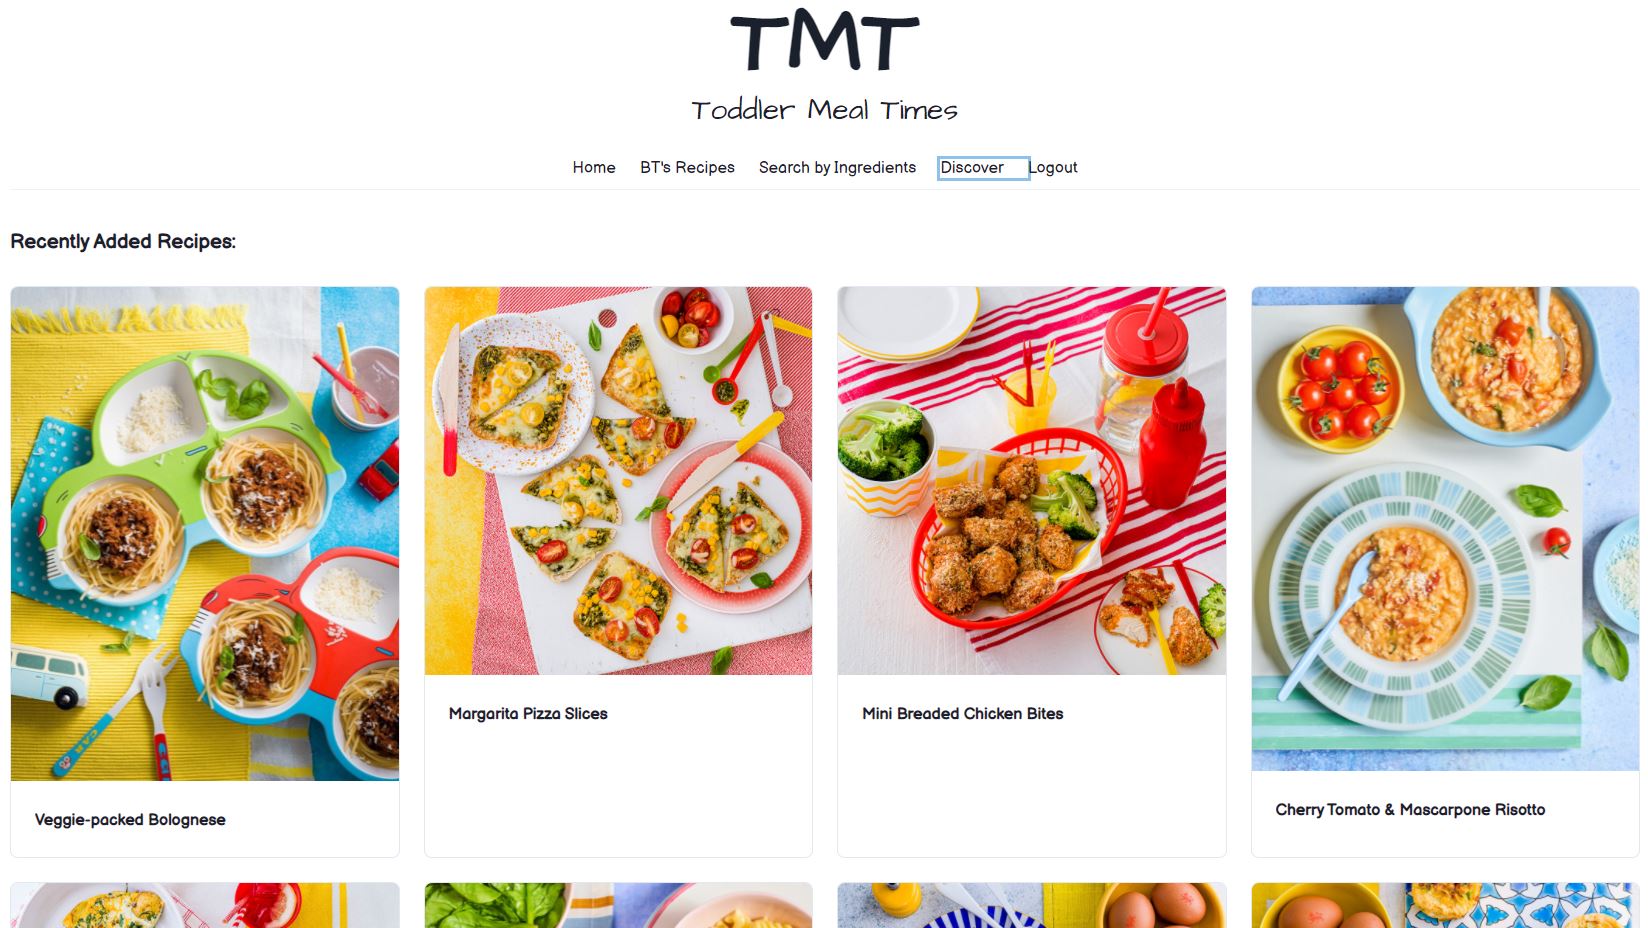 TMT
Toddler Meal Times
Home BT's Recipes Search by Ingredients Discover Logout
Recently Added Recipes:
Veggie-packed Bolognese
Margarita Pizza Slices
Mini Breaded Chicken Bites
Cherry Tomato & Mascarpone Risotto